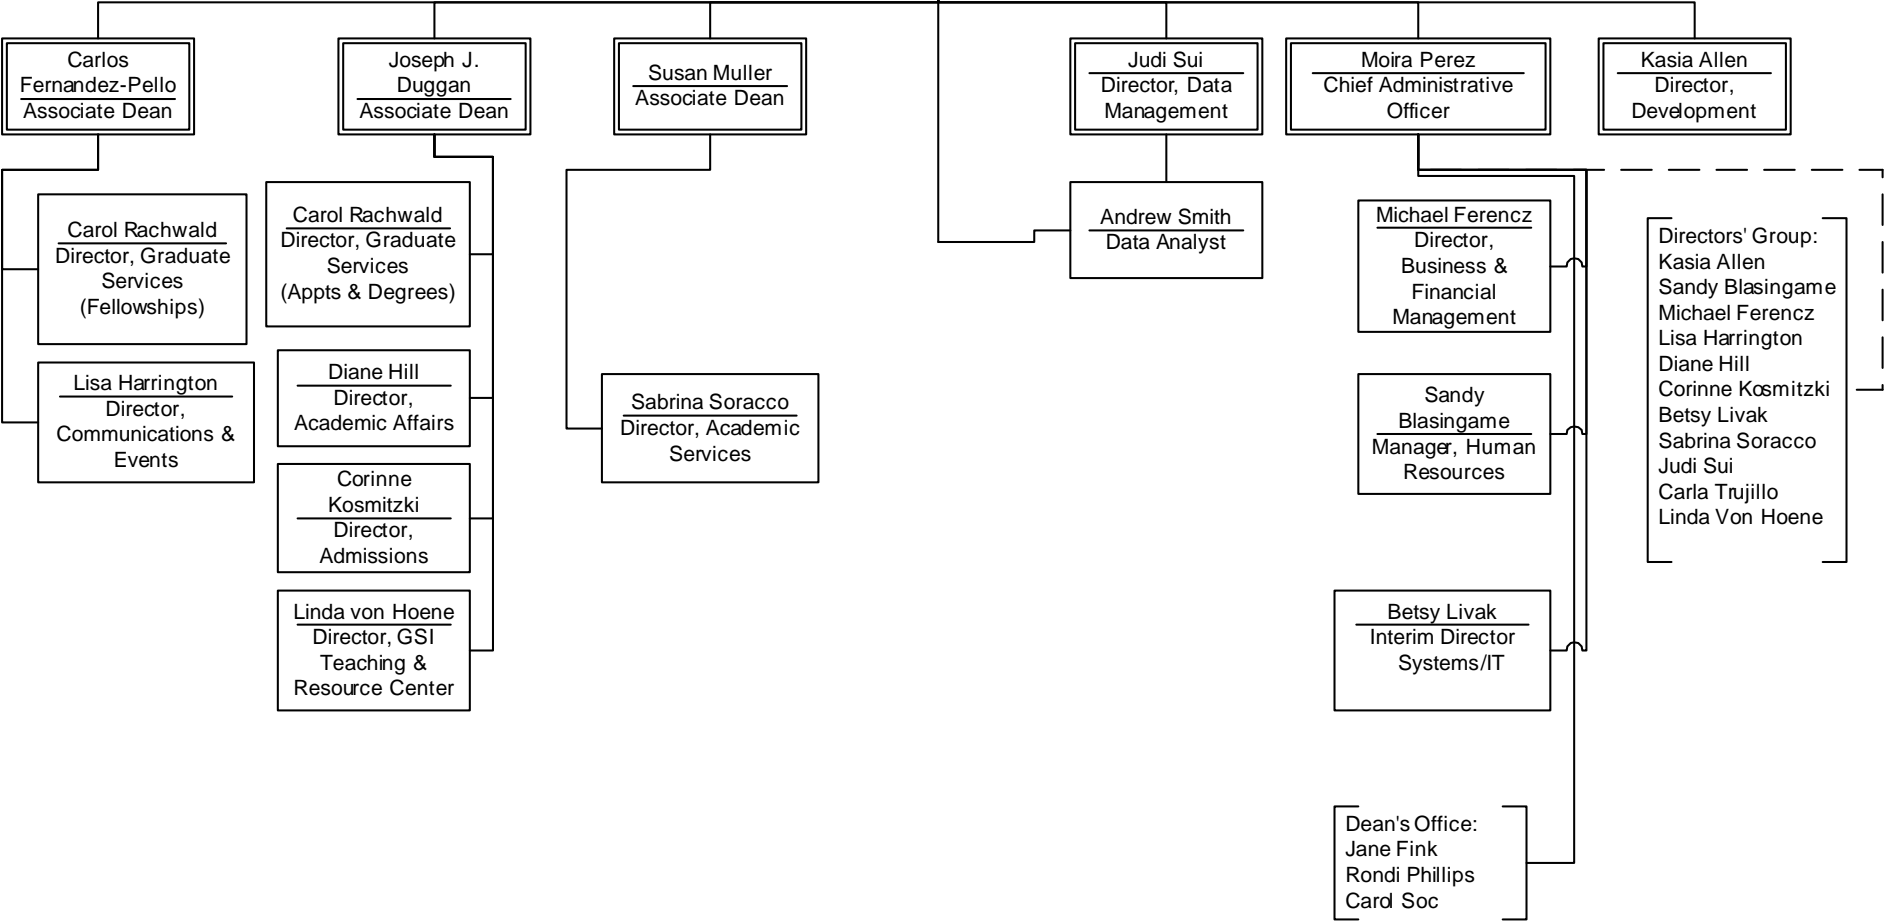 Carlos
Fernandez-Pello
Associate Dean
Joseph J.
Duggan
Associate Dean
Susan Muller
Associate Dean
Judi Sui
Director, Data
Management
Moira Perez
Chief Administrative
Officer
Kasia Allen
Director,
Development
Carol Rachwald
Director, Graduate
Services
(Fellowships)
Lisa Harrington
Director,
Communications &
Events
Carol Rachwald
Director, Graduate
Services
(Appts & Degrees)
Diane Hill
Director,
Academic Affairs
Corinne
Kosmitzki
Director,
Admissions
Linda von Hoene
Director, GSI
Teaching &
Resource Center
Sabrina Soracco
Director, Academic
Services
Andrew Smith
Data Analyst
Michael Ferencz
Director,
Business &
Financial
Management
Sandy
Blasingame
Manager, Human
Resources
Betsy Livak
Interim Director
Systems/IT
Dean's Office:
Jane Fink
Rondi Phillips
Carol Soc
Directors' Group:
Kasia Allen
Sandy Blasingame
Michael Ferencz
Lisa Harrington
Diane Hill
Corinne Kosmitzki
Betsy Livak
Sabrina Soracco
Judi Sui
Carla Trujillo
Linda Von Hoene